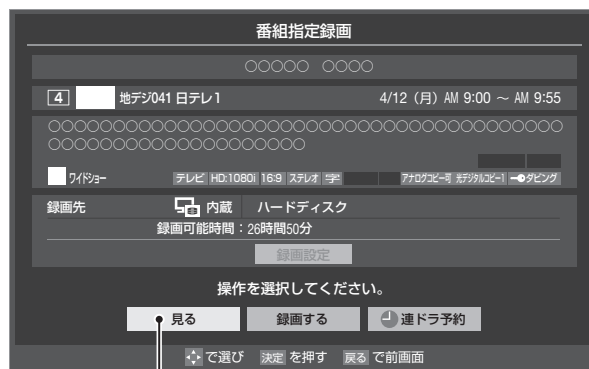 番組指定録画
○○○○○ ○○○○
4 地デジ041 日テレ1 4/12（月）AM 9:00 ～ AM 9:55
○○○○○○○○○○○○○○○○○○○○○○○○○○○○○○○○○○○○○○○○
○○○○○○○○○○○○○○○○○○○○
ワイドショー テレビ HD:1080i 16:9 ステレオ 字 アナログコピー可 光デジタルコピー1 ダビング
録画先 内蔵 ハードディスク
録画可能時間：26時間50分
録画設定
操作を選択してください。
見る 録画する 連ドラ予約
で選び 決定 を押す 戻る で前画面